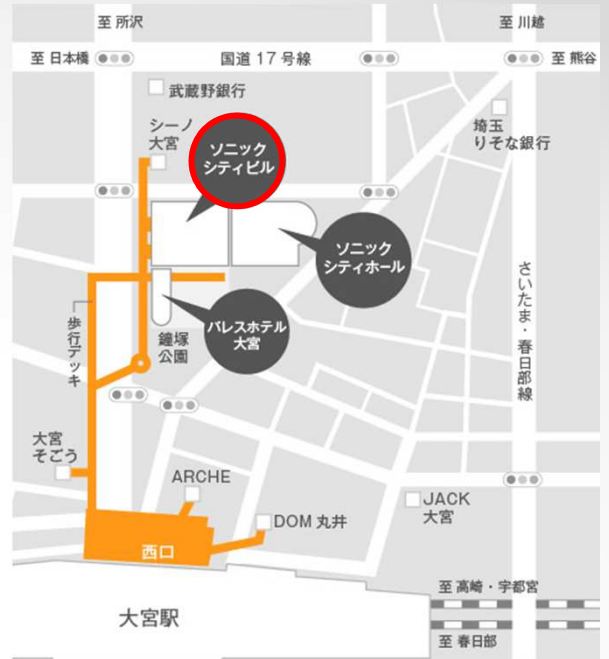 至 所沢
至 川越
至 日本橋
国道 17 号線
至 熊谷
武蔵野銀行
シーノ
大宮
ソニック
シティビル
埼玉
りそな銀行
ソニック
シティホール
さいたま・春日部線
歩行デッキ
鐘塚
公園
パレスホテル
大宮
大宮
そごう
ARCHE
DOM 丸井
JACK
大宮
西口
大宮駅
至 高崎・宇都宮
至 春日部